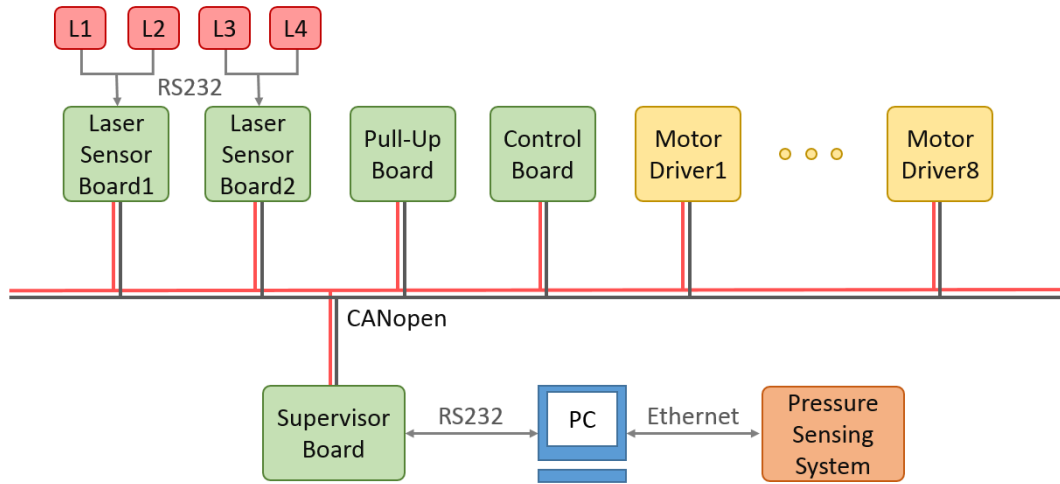 L1
L2
L3
L4
RS232
Laser
Sensor
Board1
Laser
Sensor
Board2
Pull-Up
Board
Control
Board
Motor
Driver1
Motor
Driver8
CANopen
Supervisor
Board
RS232
PC
Ethernet
Pressure
Sensing
System